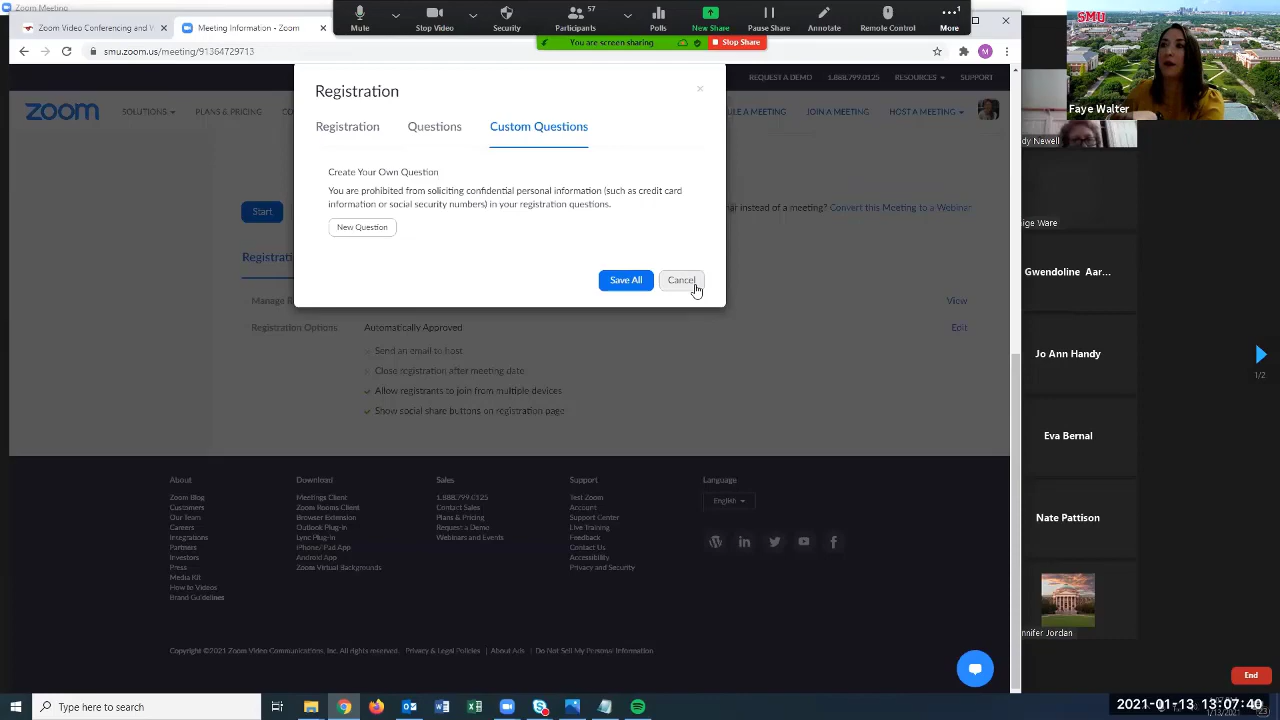 Zoom Meeting
Mute
Stop Video
Security
57
Participants
Polls
New Share
Pause Share
Annotate
Remote Control
1
More
You are screen sharing
Stop Share
Zoom Video Learning - Sport
Meeting Information - Zoom
smu.zoom.us/meeting/91364729713
M
REQUEST A DEMO
1.888.799.0125
RESOURCES
SUPPORT
zoom
SOLUTIONS
PLANS & PRICING
JOIN A MEETING
HOST A MEETING
Registration
Registration
Questions
Custom Questions
Create Your Own Question
You are prohibited from soliciting confidential personal information (such as credit card
information or social security numbers) in your registration questions.
New Question
Save All
Cancel
Start
instead of a meeting? Convert this Meeting to a Webinar
View
Registration Options
Automatically Approved
Edit
Send an email to host
Close registration after meeting date
Allow registrants to join from multiple devices
Show social share buttons on registration page
About
Zoom Blog
Customers
Our Team
Careers
Integrations
Partners
Investors
Press
Media Kit
How to Videos
Brand Guidelines
Download
Meetings Client
Zoom Rooms Client
Browser Extension
Outlook Plug-in
Lync Plug-in
iPhone/iPad App
Android App
Zoom Virtual Backgrounds
Sales
1.888.799.0125
Contact Sales
Plans & Pricing
Request a Demo
Webinars and Events
Support
Test Zoom
Account
Support Center
Live Training
Feedback
Contact Us
Accessibility
Privacy and Security
Language
English
Copyright ©2021 Zoom Video Communications, Inc. All rights reserved. Privacy & Legal Policies | About Ads | Do Not Sell My Personal Information
SMU
Faye Walter
dy Newell
ige Ware
Gwendoline Aar...
Jo Ann Handy
Eva Bernal
Nate Pattison
nnifer Jordan
1/2
End
Type here to search
2021-01-13 13:07:40